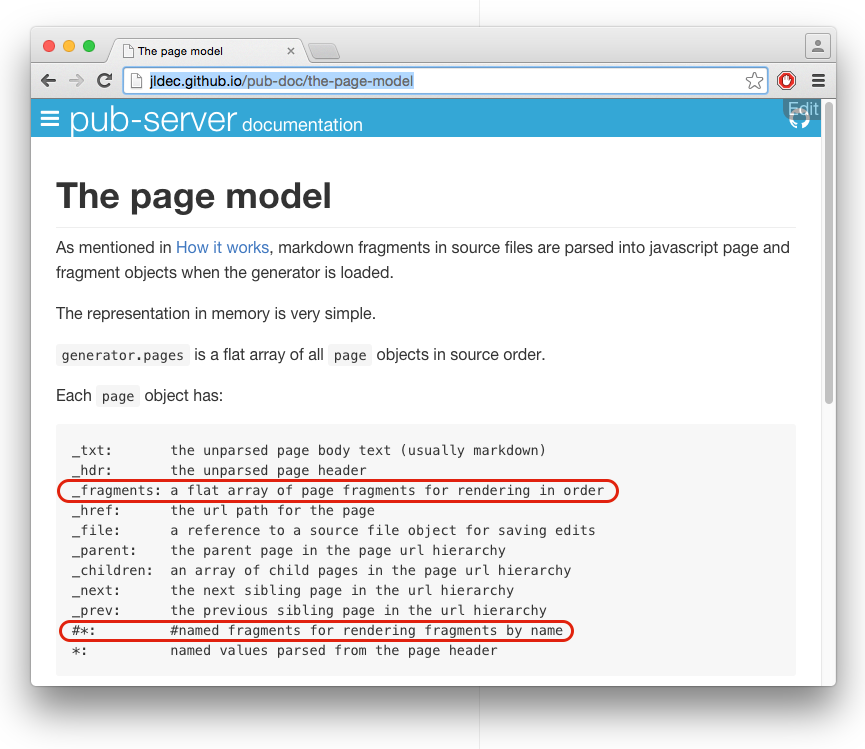 The page model
jldec.github.io/pub-doc/the-page-model
pub-server documentation
Edit
The page model
As mentioned in How it works, markdown fragments in source files are parsed into javascript page and
fragment objects when the generator is loaded.
The representation in memory is very simple.
generator.pages is a flat array of all page objects in source order.
Each page object has:
_txt: the unparsed page body text (usually markdown)
_hdr: the unparsed page header
_fragments: a flat array of page fragments for rendering in order
_href: the url path for the page
_file: a reference to a source file object for saving edits
_parent: the parent page in the page url hierarchy
_children: an array of child pages in the page url hierarchy
_next: the next sibling page in the url hierarchy
_prev: the previous sibling page in the url hierarchy
#*: #named fragments for rendering fragments by name
*: named values parsed from the page header